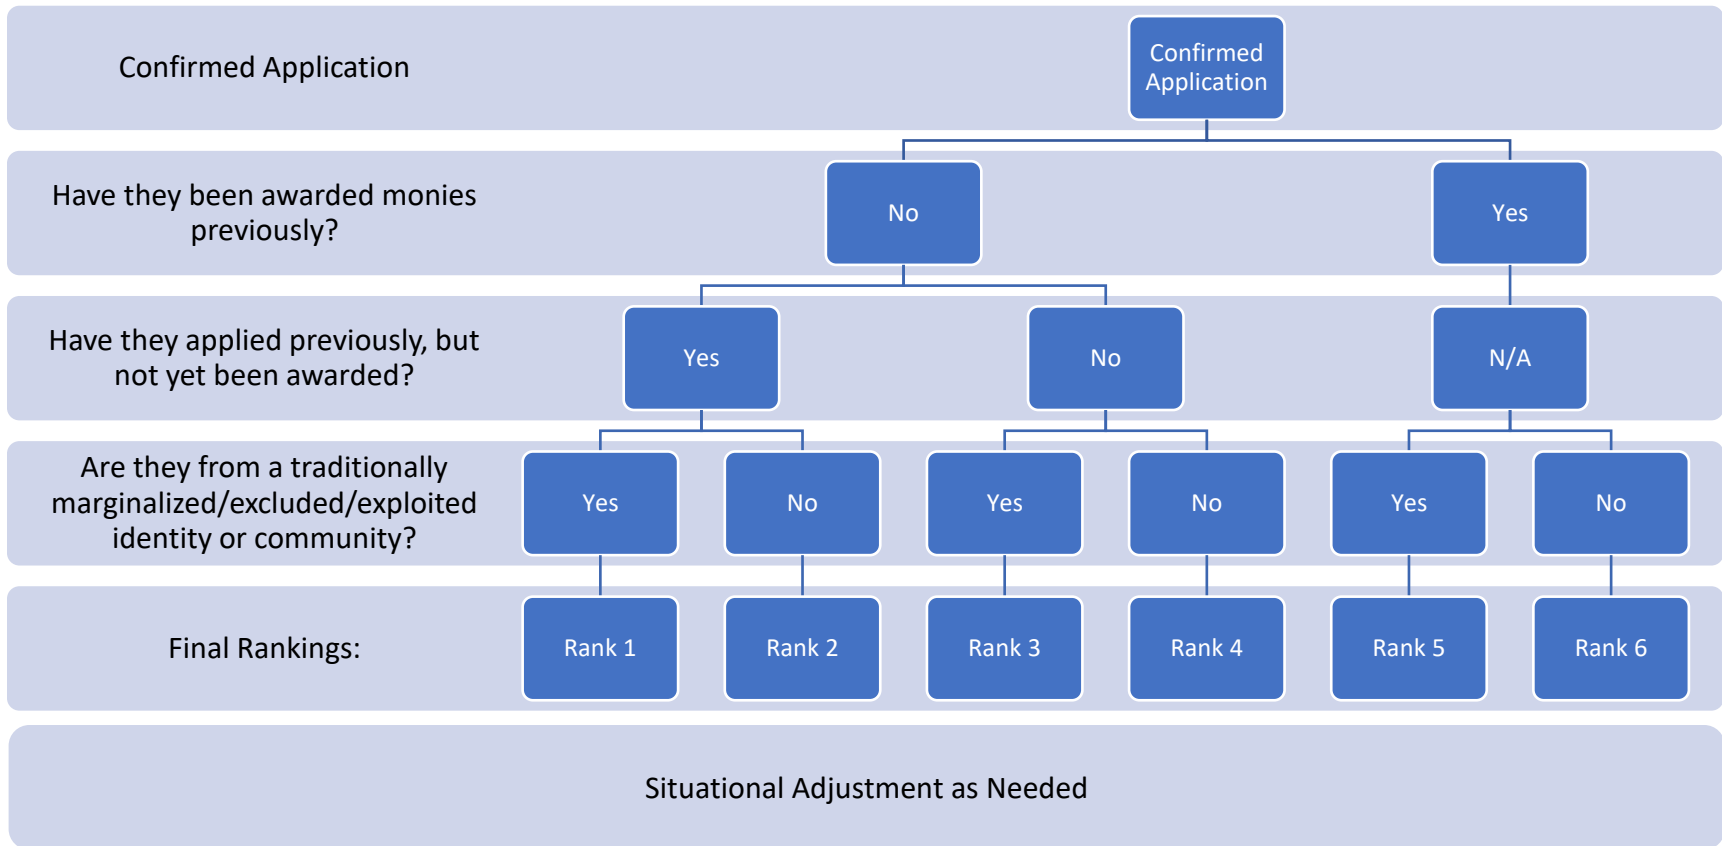 Confirmed Application
Confirmed
Application
Have they been awarded monies
previously?
No
Yes
Have they applied previously, but
not yet been awarded?
Yes
No
N/A
Are they from a traditionally
marginalized/excluded/exploited
identity or community?
Yes
No
Yes
No
Yes
No
Final Rankings:
Rank 1
Rank 2
Rank 3
Rank 4
Rank 5
Rank 6
Situational Adjustment as Needed